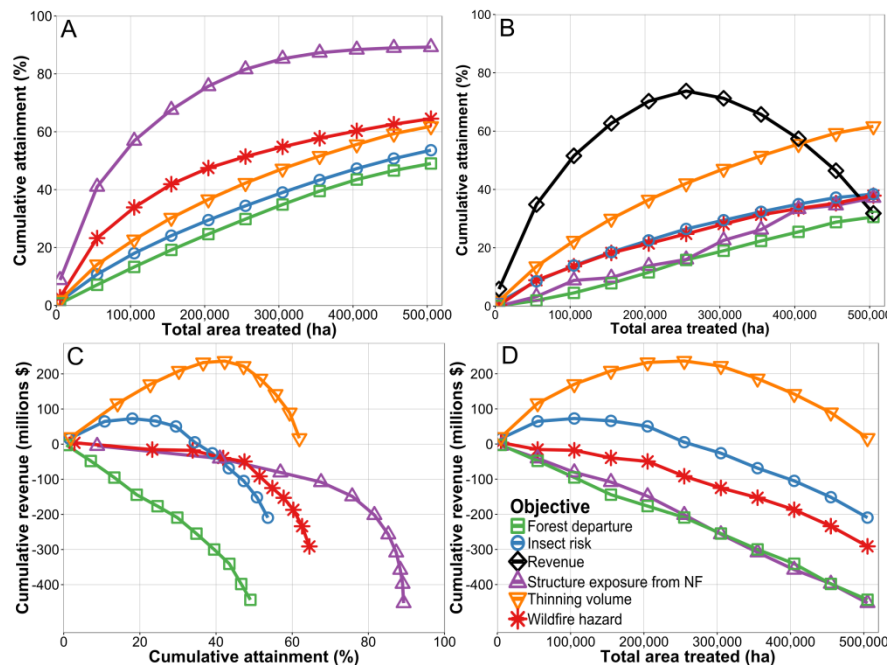 A
Cumulative attainment (%)
100
80
60
40
20
0
0
100,000
200,000
300,000
400,000
500,000
Total area treated (ha)
B
Cumulative attainment (%)
100
80
60
40
20
0
0
100,000
200,000
300,000
400,000
500,000
Total area treated (ha)
C
Cumulative revenue (millions $)
200
100
0
-100
-200
-300
-400
0
20
40
60
80
100
Cumulative attainment (%)
D
Cumulative revenue (millions $)
200
100
0
-100
-200
-300
-400
Objective
Forest departure
Insect risk
Revenue
Structure exposure from NF
Thinning volume
Wildfire hazard
0
100,000
200,000
300,000
400,000
500,000
Total area treated (ha)